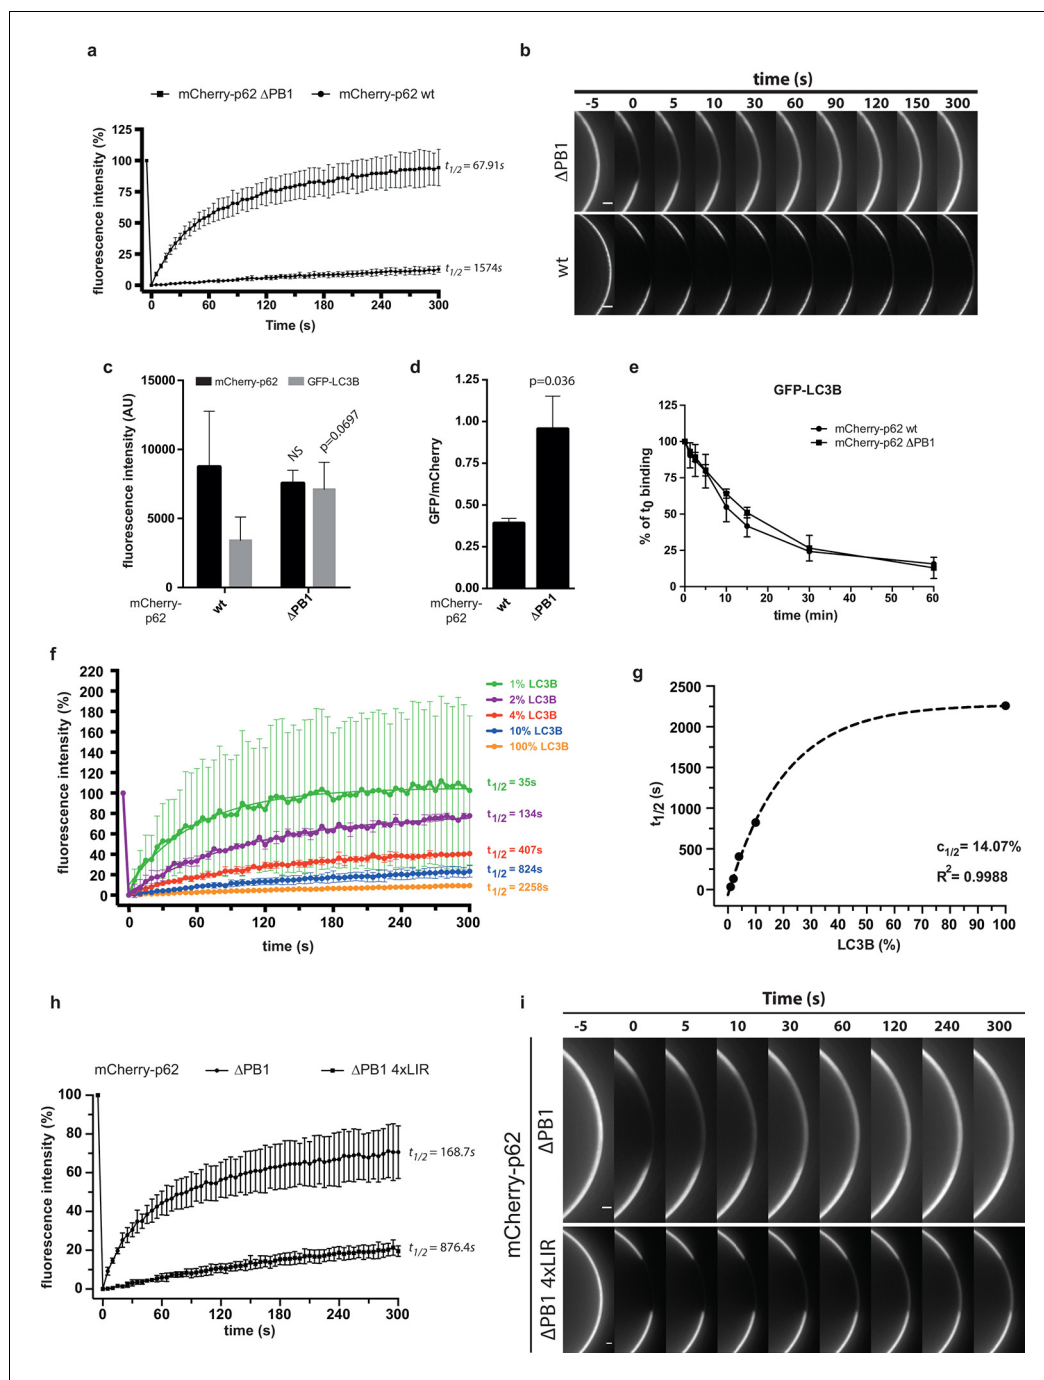 a
mCherry-p62 ΔPB1 mCherry-p62 wt
125
100
75
50
25
0
fluorescence intensity (%)
0 60 120 180 240 300
Time (s)
t1/2 = 67.91s
t1/2 = 1574s
b
time (s)
-5 0 5 10 30 60 90 120 150 300
ΔPB1
wt
c
15000
10000
5000
0
fluorescence intensity (AU)
mCherry-p62 GFP-LC3B
NS
p=0.0697
mCherry-p62
wt
ΔPB1
d
1.25
1.00
0.75
0.50
0.25
0.00
GFP/mCherry
p=0.036
mCherry-p62
wt
ΔPB1
e
GFP-LC3B
mCherry-p62 wt
mCherry-p62 ΔPB1
125
100
75
50
25
0
% of t0 binding
0 10 20 30 40 50 60
time (min)
f
220
200
180
160
140
120
100
80
60
40
20
0
fluorescence intensity (%)
0 60 120 180 240 300
time (s)
1% LC3B
2% LC3B
4% LC3B
10% LC3B
100% LC3B
t1/2 = 35s
t1/2 = 134s
t1/2 = 407s
t1/2 = 824s
t1/2 = 2258s
g
2500
2000
1500
1000
500
0
t1/2 (s)
0 10 20 30 40 50 60 70 80 90 100
LC3B (%)
c1/2 = 14.07%
R2 = 0.9988
h
mCherry-p62 ΔPB1 ΔPB1 4xLIR
100
80
60
40
20
0
fluorescence intensity (%)
0 60 120 180 240 300
time (s)
t1/2 = 168.7s
t1/2 = 876.4s
i
Time (s)
-5 0 5 10 30 60 120 240 300
mCherry-p62
ΔPB1
ΔPB1 4xLIR